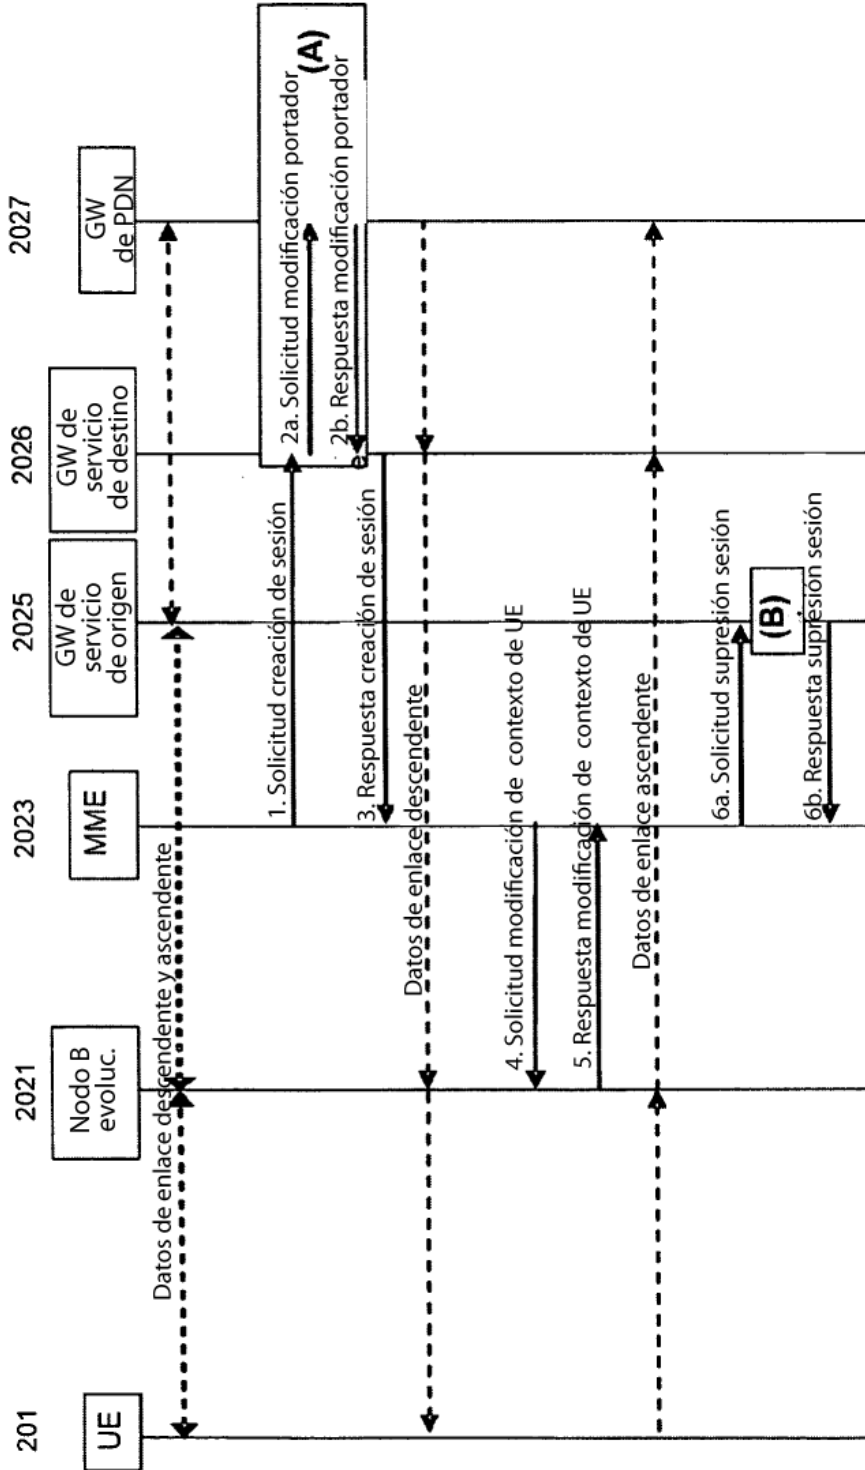 201
2021
2023
2025
2026
2027
UE
Nodo B
evoluc.
MME
GW de
servicio
de origen
GW de
servicio
de destino
GW
de PDN
Datos de enlace descendente y ascendente
1. Solicitud creación de sesión
2a. Solicitud modificación portador
(A)
2b. Respuesta modificación portador
e
3. Respuesta creación de sesión
Datos de enlace descendente
4. Solicitud modificación de contexto de UE
5. Respuesta modificación de contexto de UE
Datos de enlace ascendente
6a. Solicitud supresión sesión
(B)
6b. Respuesta supresión sesión